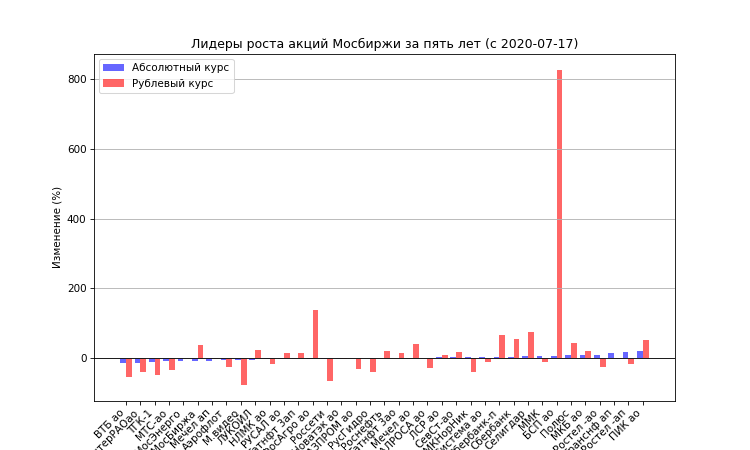 Лидеры роста акций Мосбиржи за пять лет (с 2020-07-17)
Абсолютный курс
Рублевый курс
Изменение (%)
800
600
400
200
0
ВТБ ао
ТГК-1
МТС-ао
Мосбиржа
Мечел ап
Аэрофлот
М.видео
ЛУКОЙЛ
НЛМК ао
РУСАЛ ао
Россети
РусГидро
Роснефть
Мечел ао
ЛСР ао
СевСт-ао
Сбербанк
Селигдар
ММК
БСП ао
Полюс
МКБ ао
Ростел -ао
Ростел -ап
ПИК ао